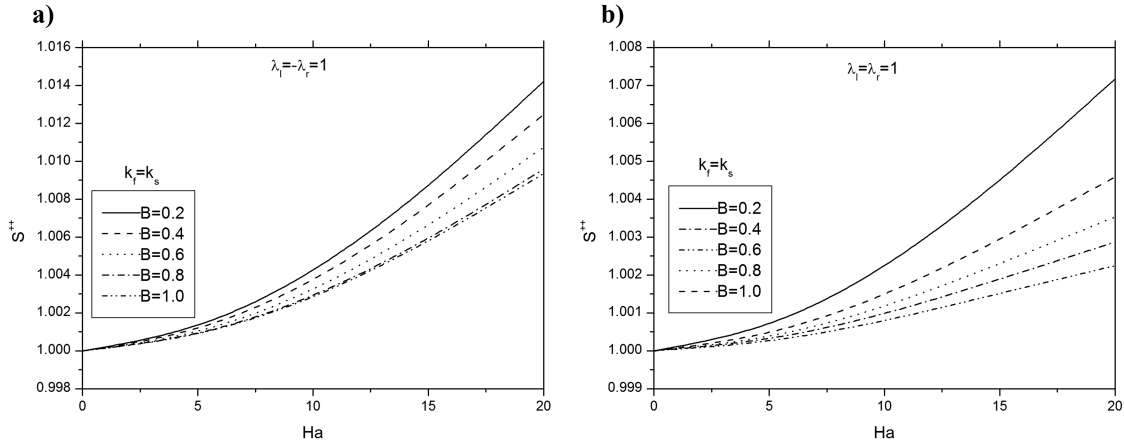 a)
1.016
1.014
1.012
1.010
1.008
1.006
1.004
1.002
1.000
0.998
S++
λl=-λr=1
kf=ks
B=0.2
B=0.4
B=0.6
B=0.8
B=1.0
0 5 10 15 20
Ha
b)
1.008
1.007
1.006
1.005
1.003
1.002
1.001
1.000
0.999
S++
λl=λr=1
kf=ks
B=0.2
B=0.4
B=0.6
B=0.8
B=1.0
0 5 10 15 20
Ha